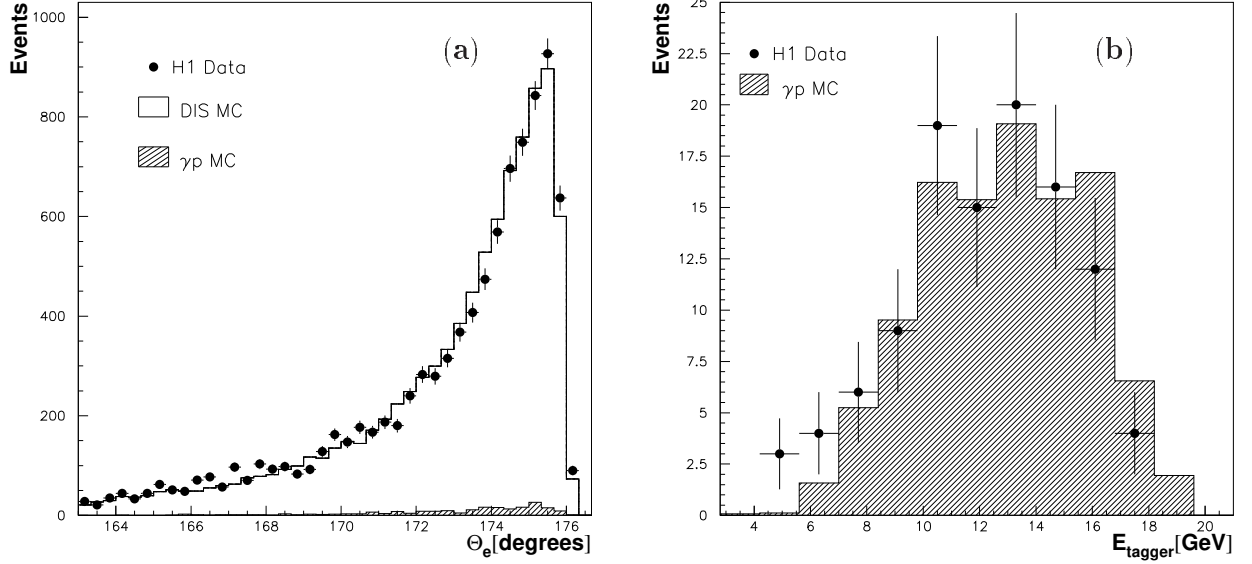 Events
(a)
H1 Data
DIS MC
γp MC
1000
800
600
400
200
0
164 166 168 170 172 174 176
Θe[degrees]
Events
(b)
H1 Data
γp MC
25
22.5
20
17.5
15
12.5
10
7.5
5
2.5
0
4 6 8 10 12 14 16 18 20
Etagger[GeV]